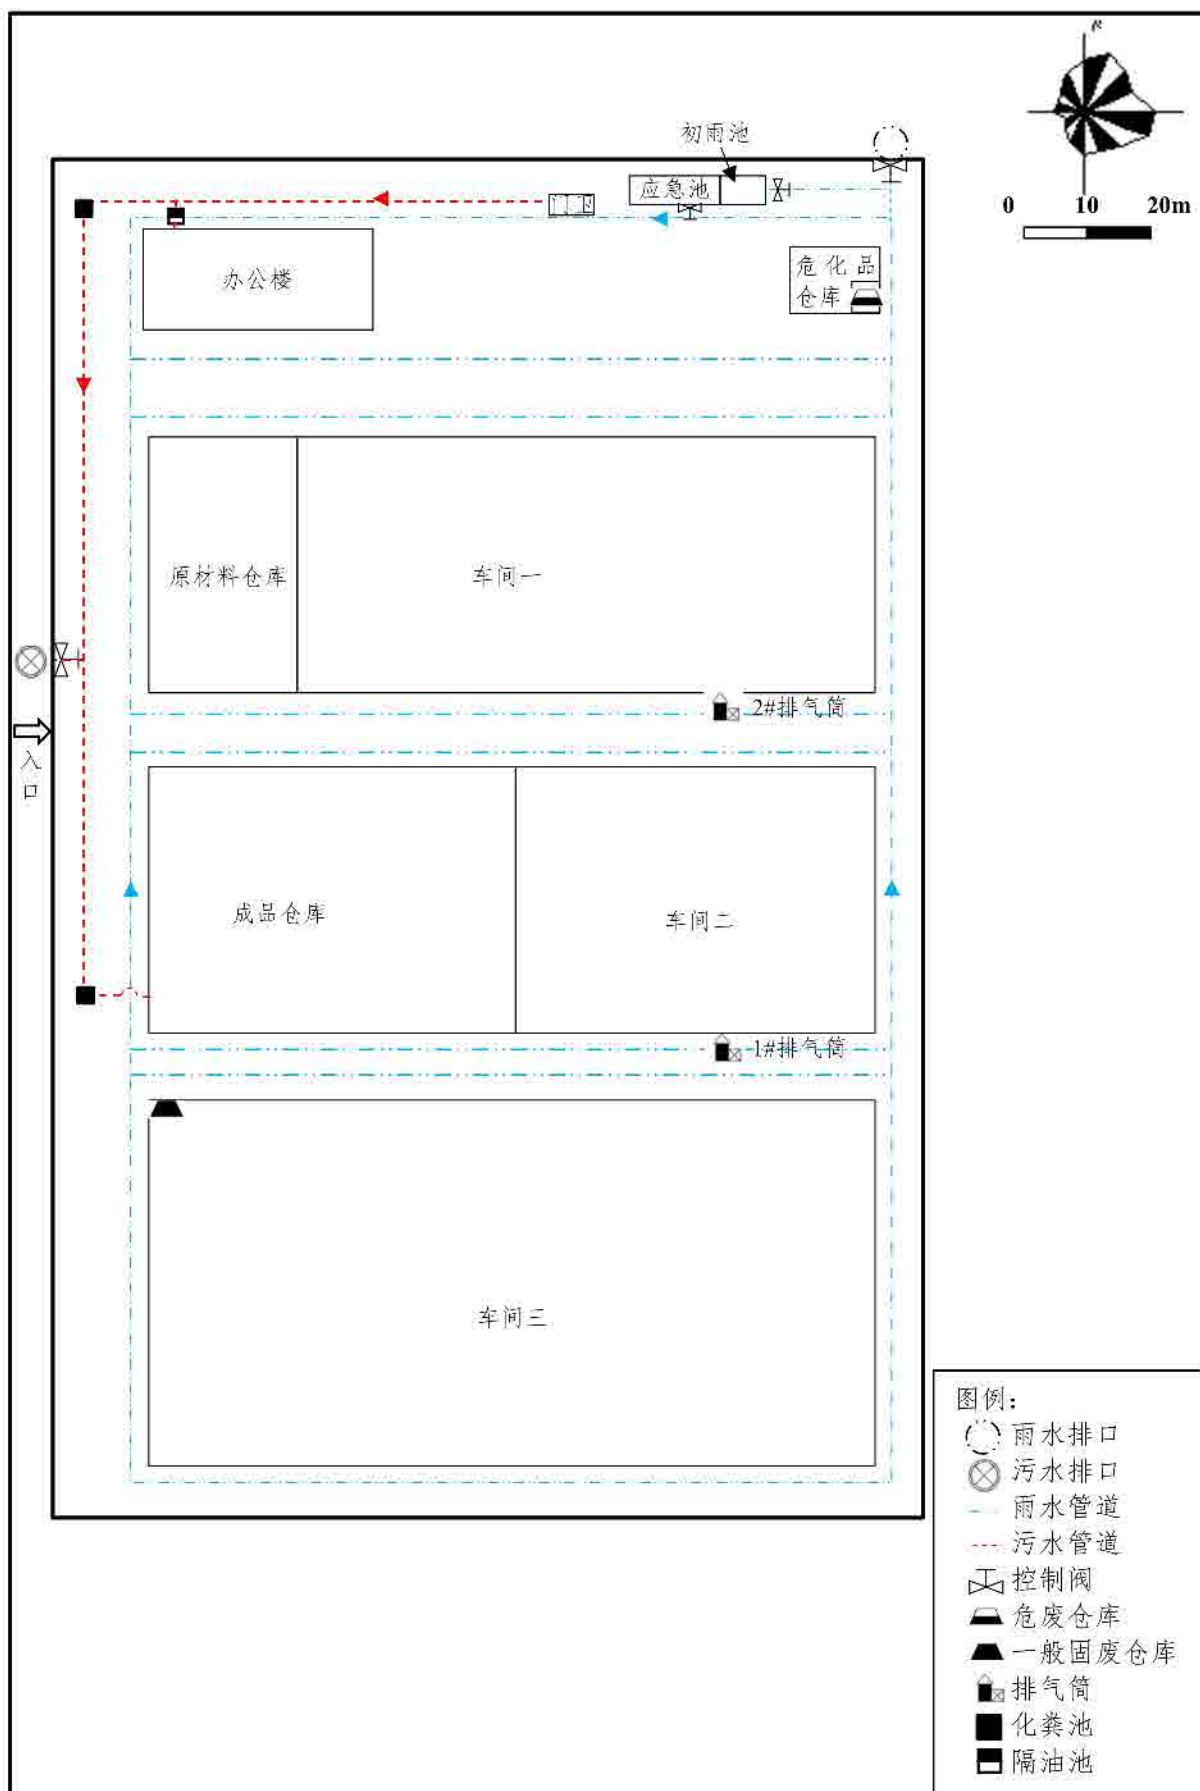 初雨池
应急池
0 10 20m
办公楼
危化品
仓库
原材料仓库
车间一
2#排气筒
入
口
成品仓库
车间二
1#排气筒
车间三
图例：
雨水排口
污水排口
雨水管道
污水管道
控制阀
危废仓库
一般固废仓库
排气筒
化粪池
隔油池